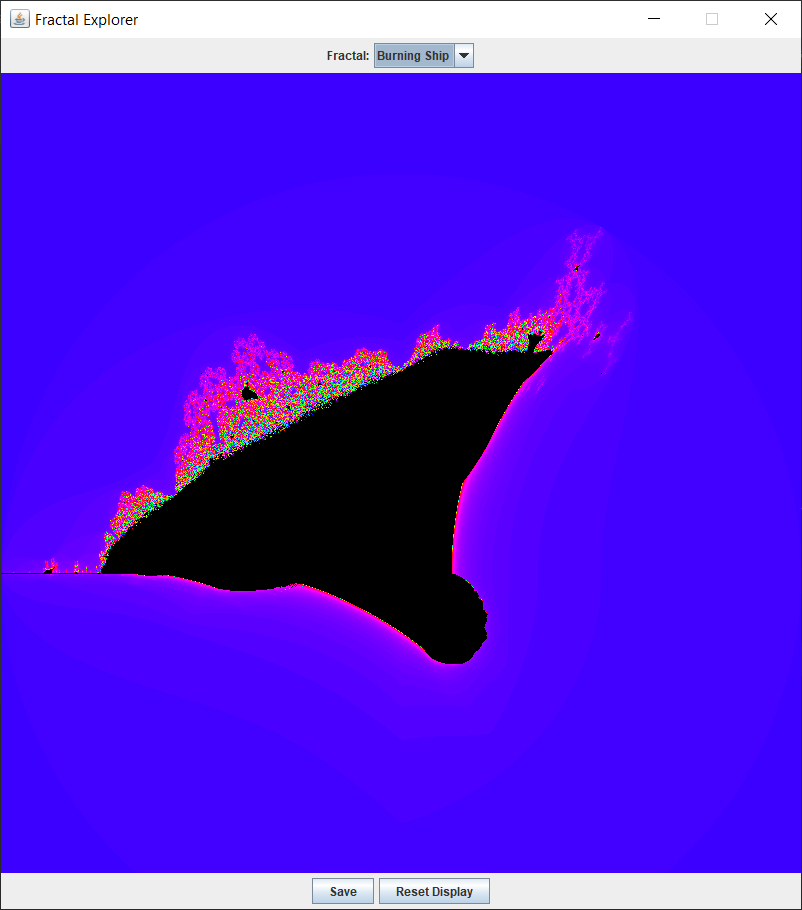 Fractal Explorer
Fractal: Burning Ship
Save Reset Display